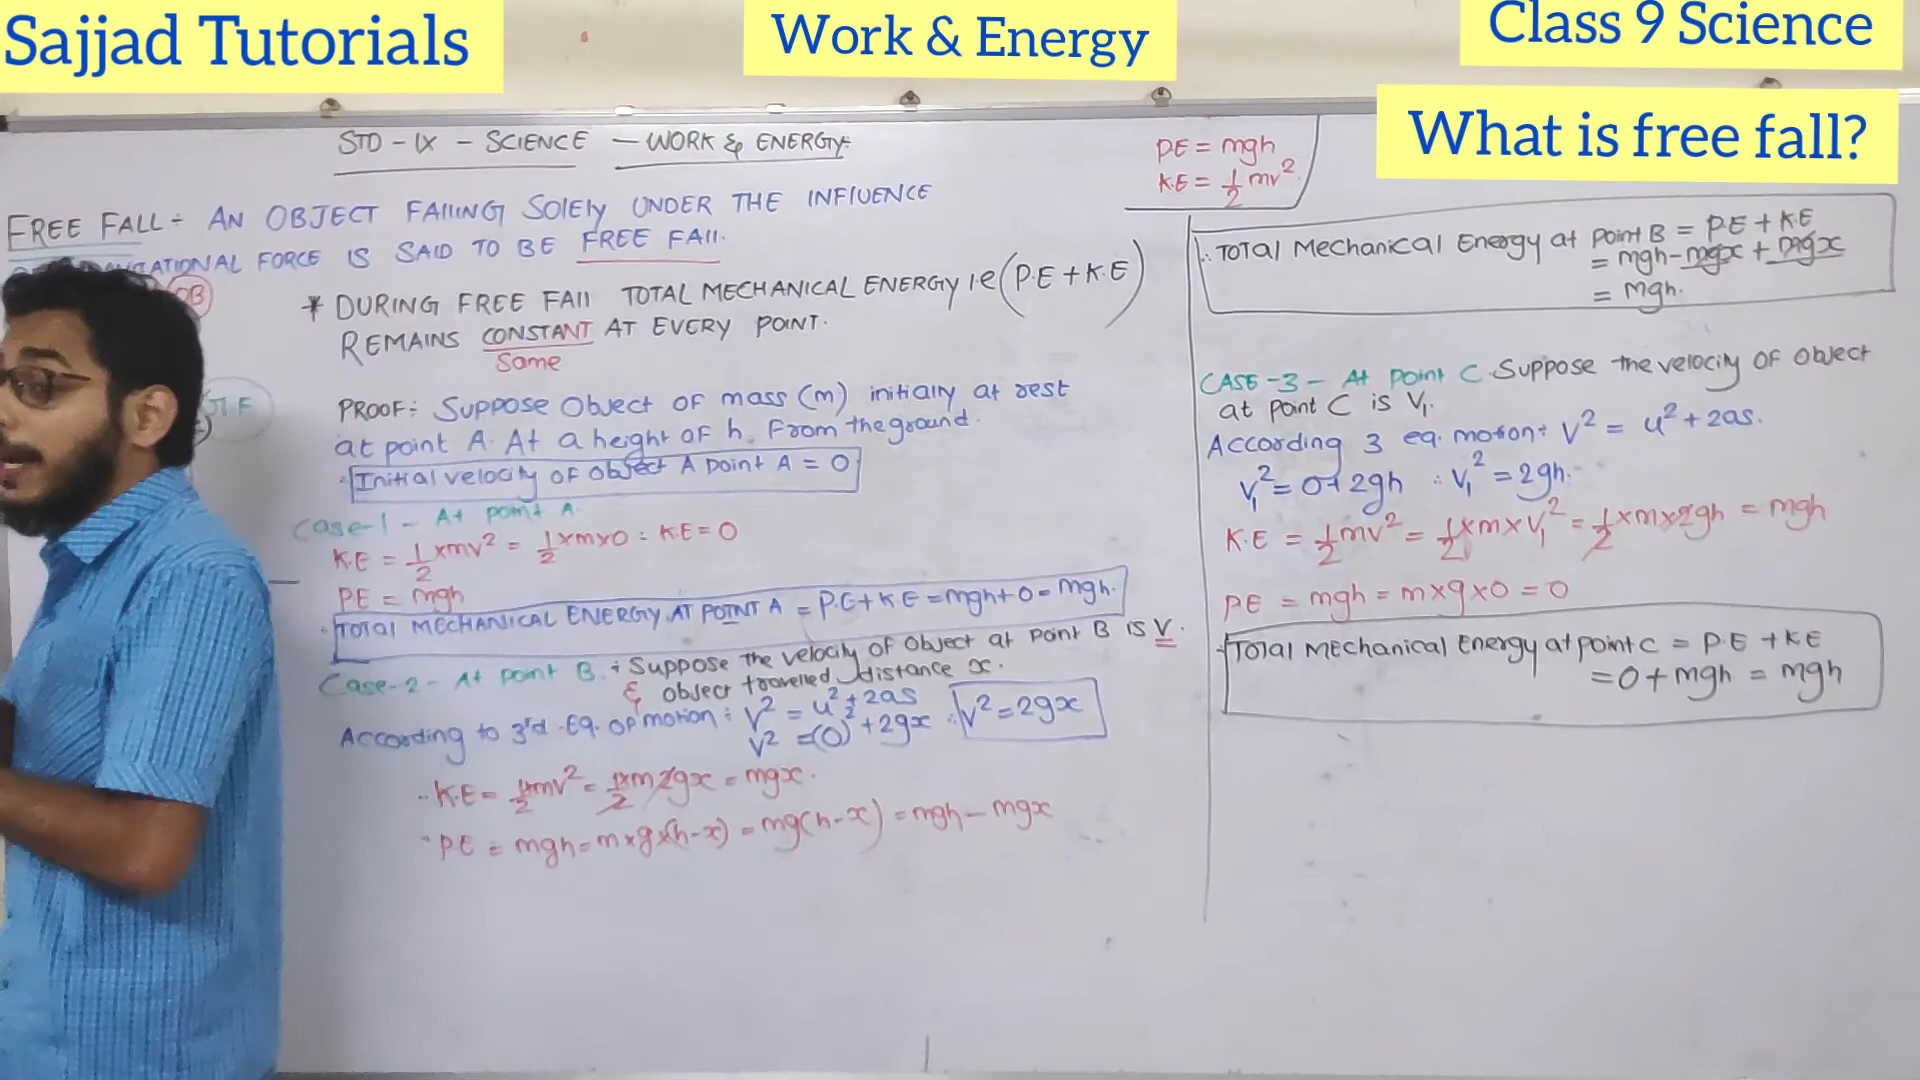 Sajjad Tutorials
Work & Energy
Class 9 Science
What is free fall?
STD - IX - SCIENCE - WORK & ENERGY:
PE = mgh
K.E = 1/2 mv²
FREE FALL: AN OBJECT FALLING SOLELY UNDER THE INFLUENCE
FORCE IS SAID TO BE FREE FALL.
* DURING FREE FALL TOTAL MECHANICAL ENERGY i.e (P.E + K.E)
REMAINS CONSTANT AT EVERY POINT.
Same
PROOF: SUPPOSE OBJECT OF mass (m) initially at rest
at point A. At a height OF h. From the ground.
∴ Initial velocity OF object A point A = 0
Case-1 - At point A.
K.E = 1/2 × mv² = 1/2 × m × 0 : K.E = 0
PE = mgh
∴ TOTAL MECHANICAL ENERGY AT POINT A = P.E + K.E = mgh + 0 = mgh.
Case-2 - At point B. : Suppose the velocity of object at point B is V.
& object travelled distance x.
According to 3rd Eq. OF motion : V² = u² + 2as
V² = (0)² + 2gx ∴ V² = 2gx
∴ K.E = 1/2 mv² = 1/2 × m 2gx = mgx.
∴ PE = mgh = m × g × (h-x) = mg(h-x) = mgh - mgx
∴ TOTAL Mechanical Energy at point B = P.E + K.E
= mgh - mgx + mgx
= mgh.
CASE-3 - At point C. Suppose the velocity OF object
at point C is V₁.
According 3 eq. motion: V² = u² + 2as.
V₁² = 0 + 2gh ∴ V₁² = 2gh.
K.E = 1/2 mv² = 1/2 × m × V₁² = 1/2 × m × 2gh = mgh
PE = mgh = m × g × 0 = 0
∴ Total Mechanical Energy at point C = P.E + KE
= 0 + mgh = mgh